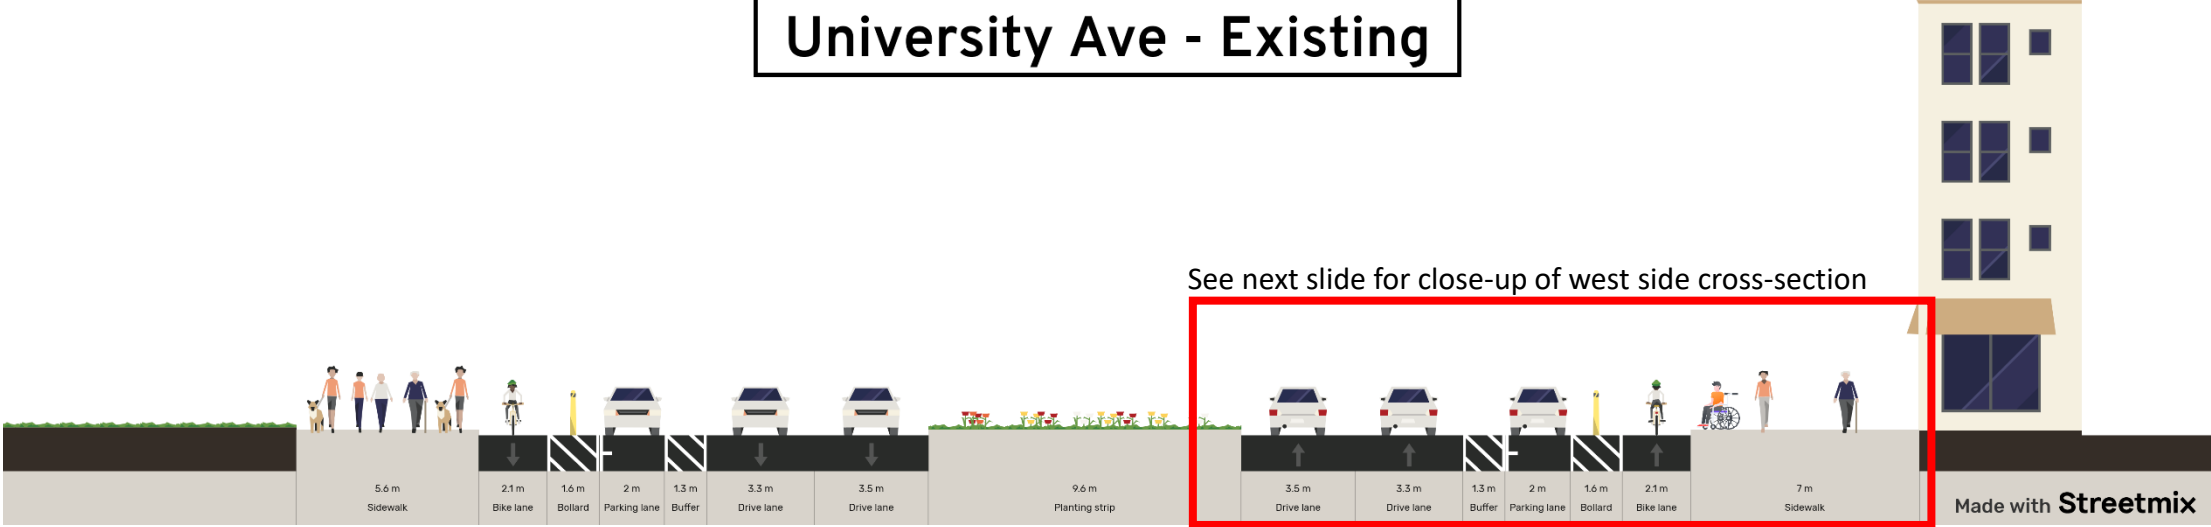 University Ave - Existing
See next slide for close-up of west side cross-section
5.6 m
Sidewalk
2.1 m
Bike lane
1.6 m
Bollard
2 m
Parking lane
1.3 m
Buffer
3.3 m
Drive lane
3.5 m
Drive lane
9.6 m
Planting strip
3.5 m
Drive lane
3.3 m
Drive lane
1.3 m
Buffer
2 m
Parking lane
1.6 m
Bollard
2.1 m
Bike lane
7 m
Sidewalk
Made with Streetmix